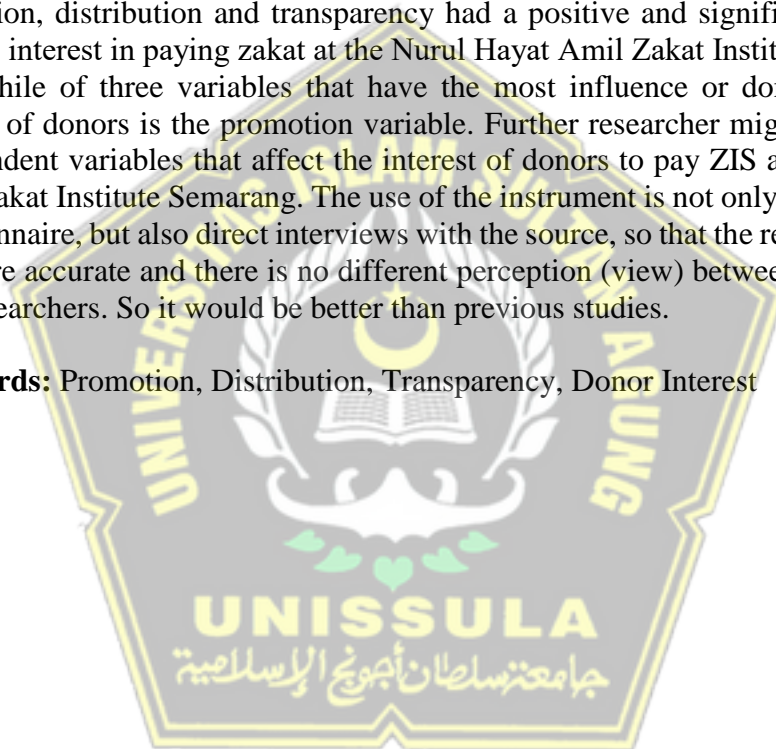 ion, distribution and transparency had a positive and signifi
interest in paying zakat at the Nurul Hayat Amil Zakat Instit
hile of three variables that have the most influence or do
of donors is the promotion variable. Further researcher mig
ndent variables that affect the interest of donors to pay ZIS a
akat Institute Semarang. The use of the instrument is not only
nnaire, but also direct interviews with the source, so that the re
re accurate and there is no different perception (view) betwee
earchers. So it would be better than previous studies.
rds: Promotion, Distribution, Transparency, Donor Interest
UNIVERSITAS ISLAM SULTAN AGUNG
UNISSULA
جامعة سلطان أجونج الإسلامية